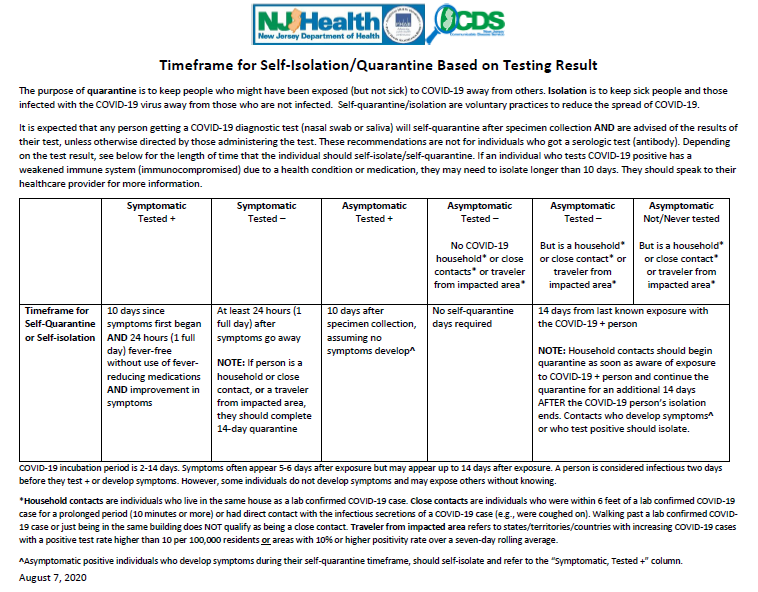 NJHealth
New Jersey Department of Health
PHAB
CDS
New Jersey
Communicable Disease Service
Timeframe for Self-Isolation/Quarantine Based on Testing Result
The purpose of quarantine is to keep people who might have been exposed (but not sick) to COVID-19 away from others. Isolation is to keep sick people and those
infected with the COVID-19 virus away from those who are not infected. Self-quarantine/isolation are voluntary practices to reduce the spread of COVID-19.
It is expected that any person getting a COVID-19 diagnostic test (nasal swab or saliva) will self-quarantine after specimen collection AND are advised of the results of
their test, unless otherwise directed by those administering the test. These recommendations are not for individuals who got a serologic test (antibody). Depending
on the test result, see below for the length of time that the individual should self-isolate/self-quarantine. If an individual who tests COVID-19 positive has a
weakened immune system (immunocompromised) due to a health condition or medication, they may need to isolate longer than 10 days. They should speak to their
healthcare provider for more information.
Symptomatic
Tested +
Symptomatic
Tested –
Asymptomatic
Tested +
Asymptomatic
Tested –
No COVID-19
household* or close
contacts* or traveler
from impacted area*
Asymptomatic
Tested –
But is a household*
or close contact* or
traveler from
impacted area*
Asymptomatic
Not/Never tested
But is a household*
or close contact*
or traveler from
impacted area*
Timeframe for
Self-Quarantine
or Self-isolation
10 days since
symptoms first began
AND 24 hours (1 full
day) fever-free
without use of fever-
reducing medications
AND improvement in
symptoms
At least 24 hours (1
full day) after
symptoms go away
NOTE: If person is a
household or close
contact, or a traveler
from impacted area,
they should complete
14-day quarantine
10 days after
specimen collection,
assuming no
symptoms develop^
No self-quarantine
days required
14 days from last known exposure with
the COVID-19 + person
NOTE: Household contacts should begin
quarantine as soon as aware of exposure
to COVID-19 + person and continue the
quarantine for an additional 14 days
AFTER the COVID-19 person's isolation
ends. Contacts who develop symptoms^
or who test positive should isolate.
COVID-19 incubation period is 2-14 days. Symptoms often appear 5-6 days after exposure but may appear up to 14 days after exposure. A person is considered infectious two days
before they test + or develop symptoms. However, some individuals do not develop symptoms and may expose others without knowing.
*Household contacts are individuals who live in the same house as a lab confirmed COVID-19 case. Close contacts are individuals who were within 6 feet of a lab confirmed COVID-19
case for a prolonged period (10 minutes or more) or had direct contact with the infectious secretions of a COVID-19 case (e.g., were coughed on). Walking past a lab confirmed COVID-
19 case or just being in the same building does NOT qualify as being a close contact. Traveler from impacted area refers to states/territories/countries with increasing COVID-19 cases
with a positive test rate higher than 10 per 100,000 residents or areas with 10% or higher positivity rate over a seven-day rolling average.
^Asymptomatic positive individuals who develop symptoms during their self-quarantine timeframe, should self-isolate and refer to the "Symptomatic, Tested +" column.
August 7, 2020